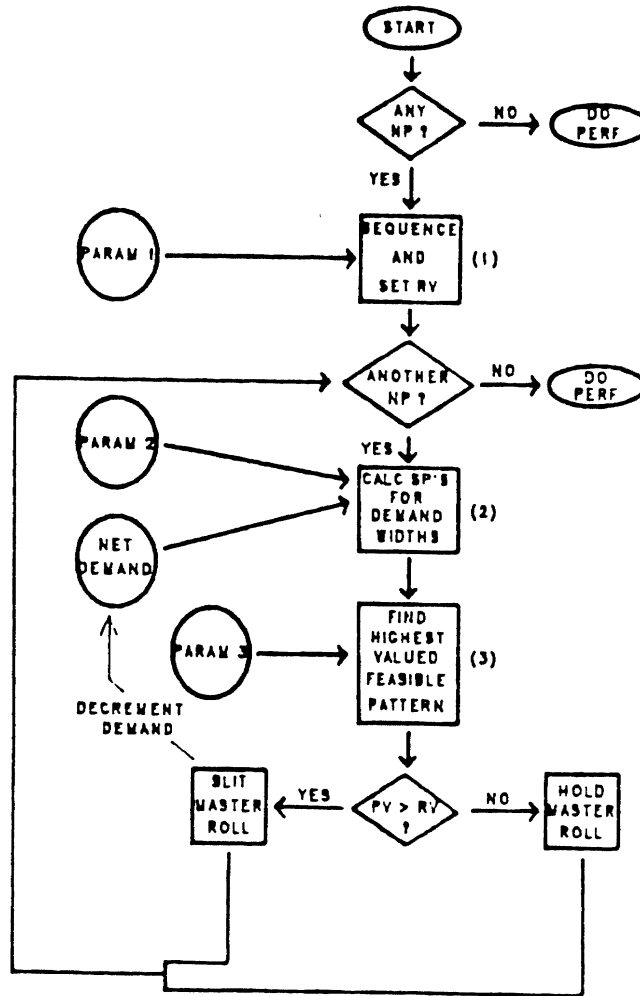 START
ANY
NP ?
NO
DO
PERF
YES
PARAM 1
SEQUENCE
AND
SET RV
(1)
ANOTHER
NP ?
NO
DO
PERF
PARAM 2
YES
CALC SP'S
FOR
DEMAND
WIDTHS
(2)
NET
DEMAND
PARAM 3
FIND
HIGHEST
VALUED
FEASIBLE
PATTERN
(3)
DECREMENT
DEMAND
SLIT
MASTER
ROLL
YES
PV > RV
?
NO
HOLD
MASTER
ROLL